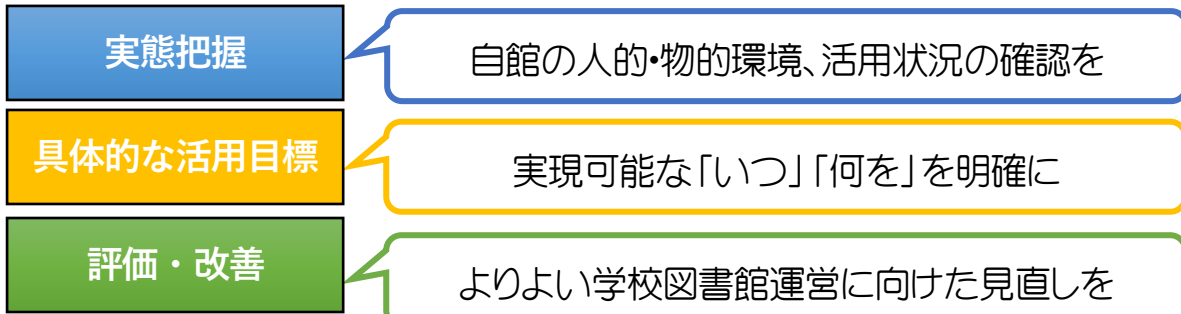 実態把握
自館の人的・物的環境、活用状況の確認を
具体的な活用目標
実現可能な「いつ」「何を」を明確に
評価・改善
よりよい学校図書館運営に向けた見直しを